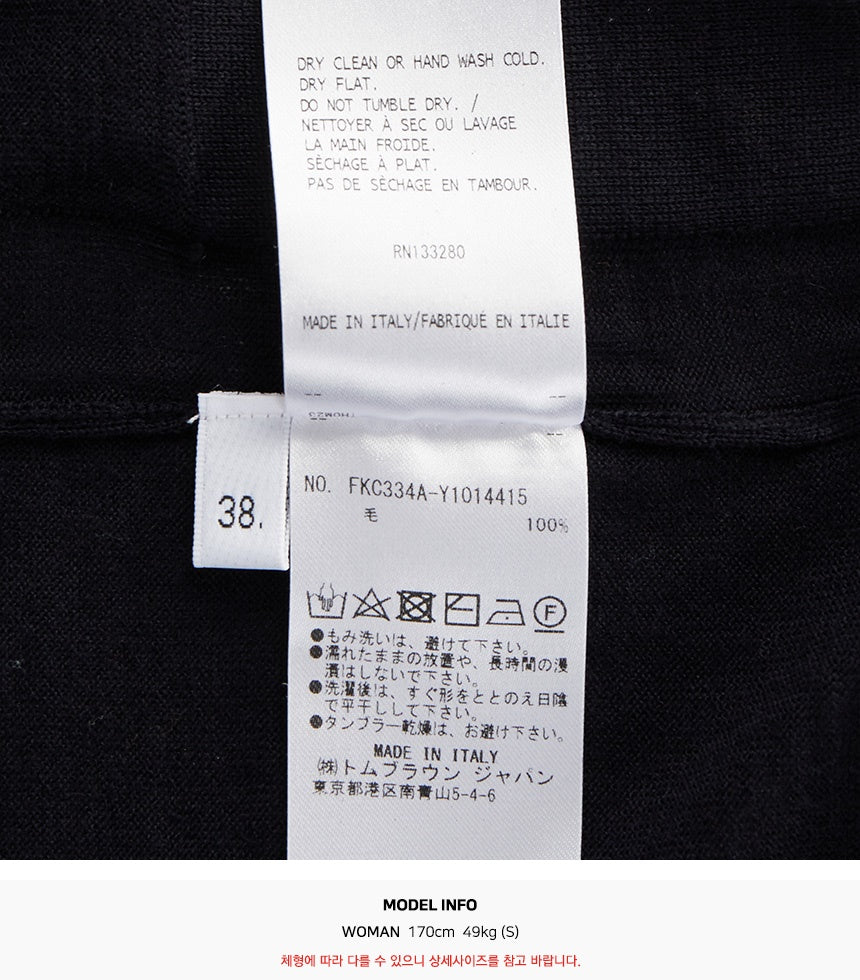 DRY CLEAN OR HAND WASH COLD.
DRY FLAT.
DO NOT TUMBLE DRY. /
NETTOYER À SEC OU LAVAGE
LA MAIN FROIDE.
SÈCHAGE À PLAT.
PAS DE SÈCHAGE EN TAMBOUR.
RN133280
MADE IN ITALY/FABRIQUÉ EN ITALIE
38.
NO. FKC334A-Y1014415
毛 100%
F
●もみ洗いは、避けて下さい。
●濡れたままの放置や、長時間の浸
漬はしないで下さい。
●洗濯後は、すぐ形をととのえ日陰
で平干しして下さい。
●タンブラー乾燥は、お避け下さい。
MADE IN ITALY
㈱トムブラウン ジャパン
東京都港区南青山5-4-6
MODEL INFO
WOMAN 170cm 49kg (S)
체형에 따라 다를 수 있으니 상세사이즈를 참고 바랍니다.